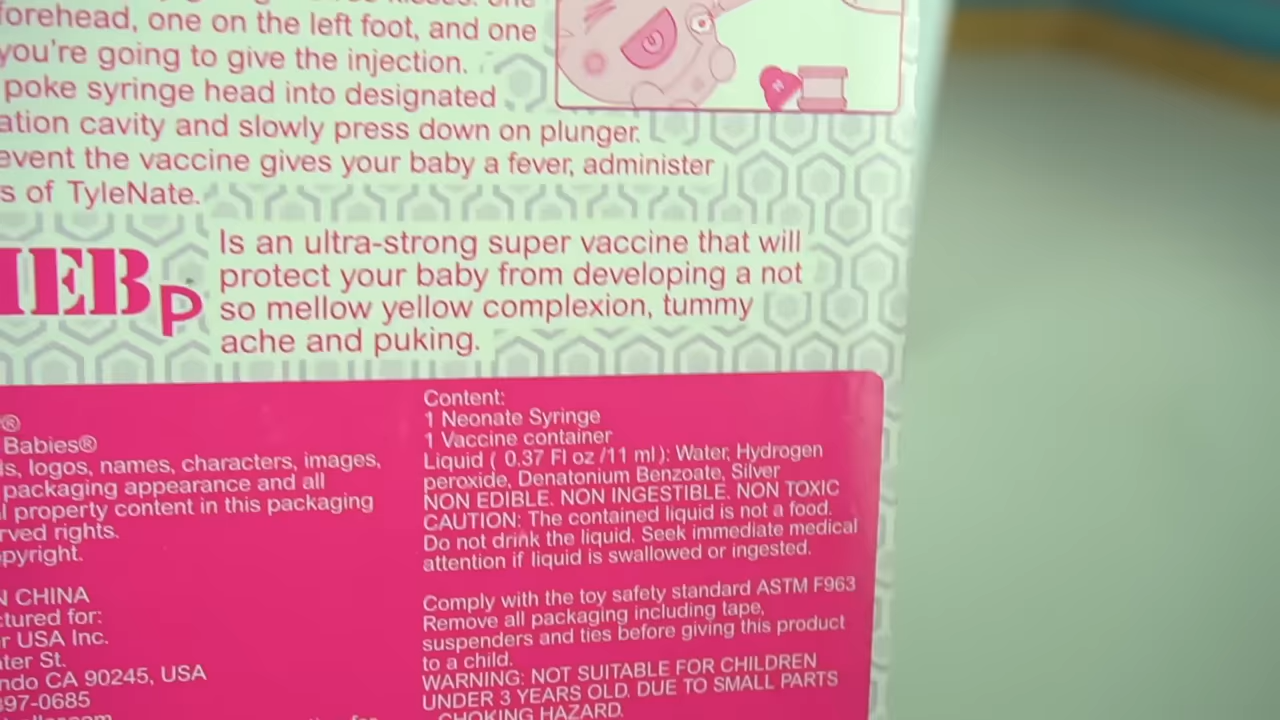 forehead, one on the left foot, and one
you're going to give the injection.
poke syringe head into designated
ation cavity and slowly press down on plunger.
event the vaccine gives your baby a fever, administer
s of TyleNate.
IEBp
Is an ultra-strong super vaccine that will
protect your baby from developing a not
so mellow yellow complexion, tummy
ache and puking.
®
Babies®
ls, logos, names, characters, images,
packaging appearance and all
l property content in this packaging
rved rights.
pyright.
N CHINA
ctured for:
r USA Inc.
ter St.
ndo CA 90245, USA
397-0685
Content:
1 Neonate Syringe
1 Vaccine container
Liquid ( 0.37 Fl oz /11 ml ): Water, Hydrogen
peroxide, Denatonium Benzoate, Silver
NON EDIBLE. NON INGESTIBLE. NON TOXIC
CAUTION: The contained liquid is not a food.
Do not drink the liquid. Seek immediate medical
attention if liquid is swallowed or ingested.
Comply with the toy safety standard ASTM F963
Remove all packaging including tape,
suspenders and ties before giving this product
to a child.
WARNING: NOT SUITABLE FOR CHILDREN
UNDER 3 YEARS OLD. DUE TO SMALL PARTS
CHOKING HAZARD.